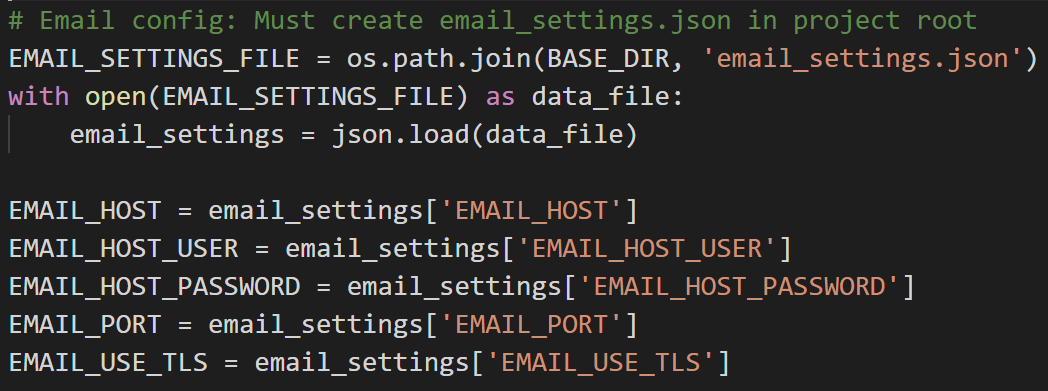 # Email config: Must create email_settings.json in project root
EMAIL_SETTINGS_FILE = os.path.join(BASE_DIR, 'email_settings.json')
with open(EMAIL_SETTINGS_FILE) as data_file:
    email_settings = json.load(data_file)

EMAIL_HOST = email_settings['EMAIL_HOST']
EMAIL_HOST_USER = email_settings['EMAIL_HOST_USER']
EMAIL_HOST_PASSWORD = email_settings['EMAIL_HOST_PASSWORD']
EMAIL_PORT = email_settings['EMAIL_PORT']
EMAIL_USE_TLS = email_settings['EMAIL_USE_TLS']